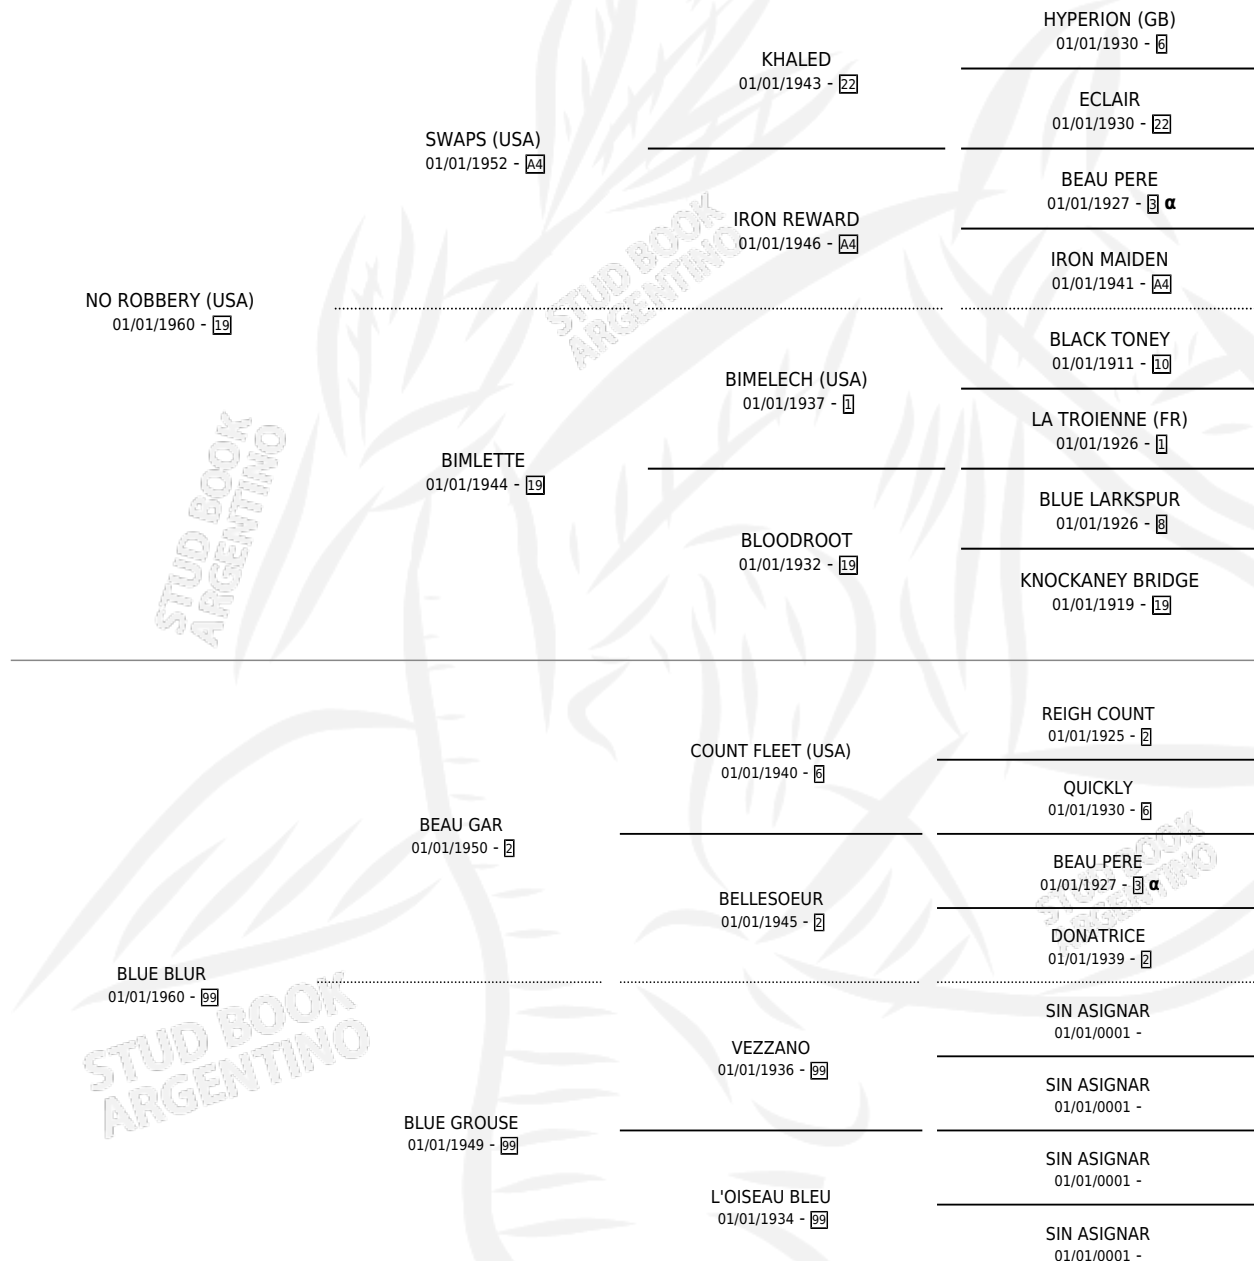 HYPERION (GB)
01/01/1930 - 6
KHALED
01/01/1943 - 22
ECLAIR
01/01/1930 - 22
SWAPS (USA)
01/01/1952 - A4
BEAU PERE
01/01/1927 - 3 α
IRON REWARD
01/01/1946 - A4
IRON MAIDEN
01/01/1941 - A4
NO ROBBERY (USA)
01/01/1960 - 19
BLACK TONEY
01/01/1911 - 10
BIMELECH (USA)
01/01/1937 - 1
LA TROIENNE (FR)
01/01/1926 - 1
BIMLETTE
01/01/1944 - 19
BLUE LARKSPUR
01/01/1926 - 8
BLOODROOT
01/01/1932 - 19
KNOCKANEY BRIDGE
01/01/1919 - 19
REIGH COUNT
01/01/1925 - 2
COUNT FLEET (USA)
01/01/1940 - 6
QUICKLY
01/01/1930 - 6
BEAU GAR
01/01/1950 - 2
BEAU PERE
01/01/1927 - 3 α
BELLESOEUR
01/01/1945 - 2
DONATRICE
01/01/1939 - 2
BLUE BLUR
01/01/1960 - 99
SIN ASIGNAR
01/01/0001 -
VEZZANO
01/01/1936 - 99
SIN ASIGNAR
01/01/0001 -
BLUE GROUSE
01/01/1949 - 99
SIN ASIGNAR
01/01/0001 -
L'OISEAU BLEU
01/01/1934 - 99
SIN ASIGNAR
01/01/0001 -
STUD BOOK
ARGENTINO
STUD BOOK
ARGENTINO
STUD BOOK
ARGENTINO
STUD BOOK
ARGENTINO